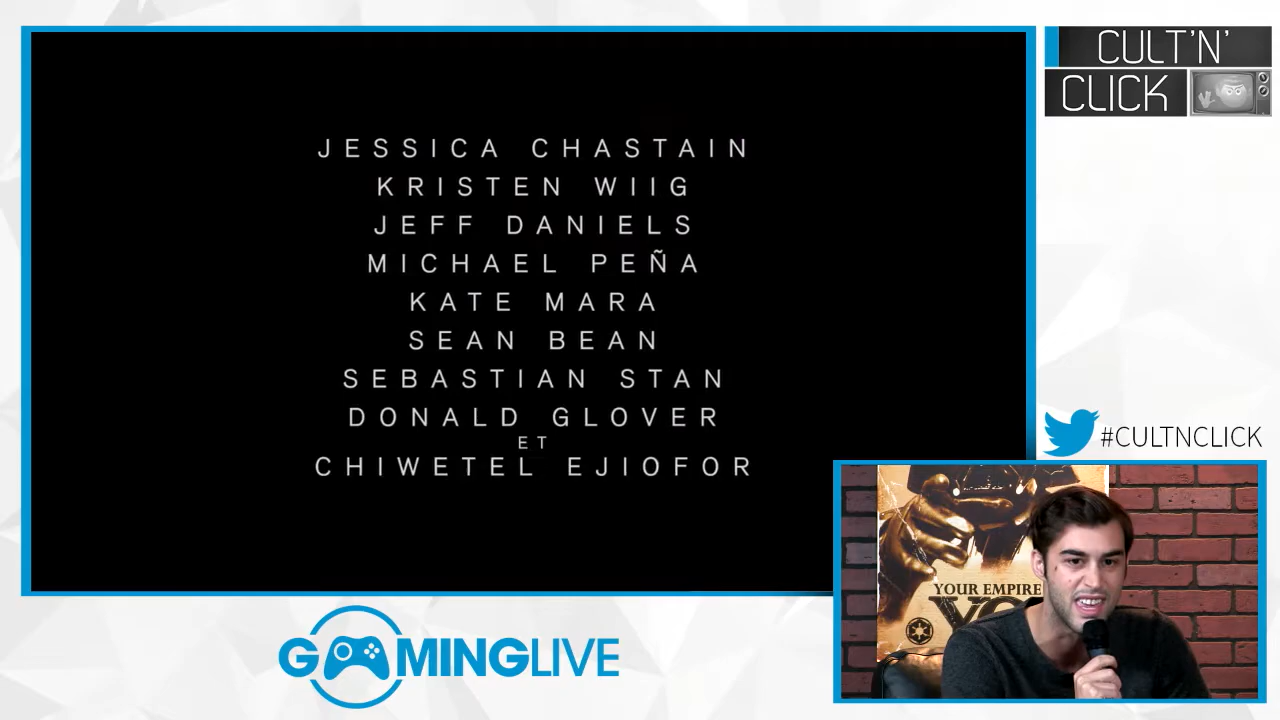 CULT'N'
CLICK
JESSICA CHASTAIN
KRISTEN WIIG
JEFF DANIELS
MICHAEL PEÑA
KATE MARA
SEAN BEAN
SEBASTIAN STAN
DONALD GLOVER
ET
CHIWETEL EJIOFOR
#CULTNCLICK
YOUR EMPIRE
GAMINGLIVE